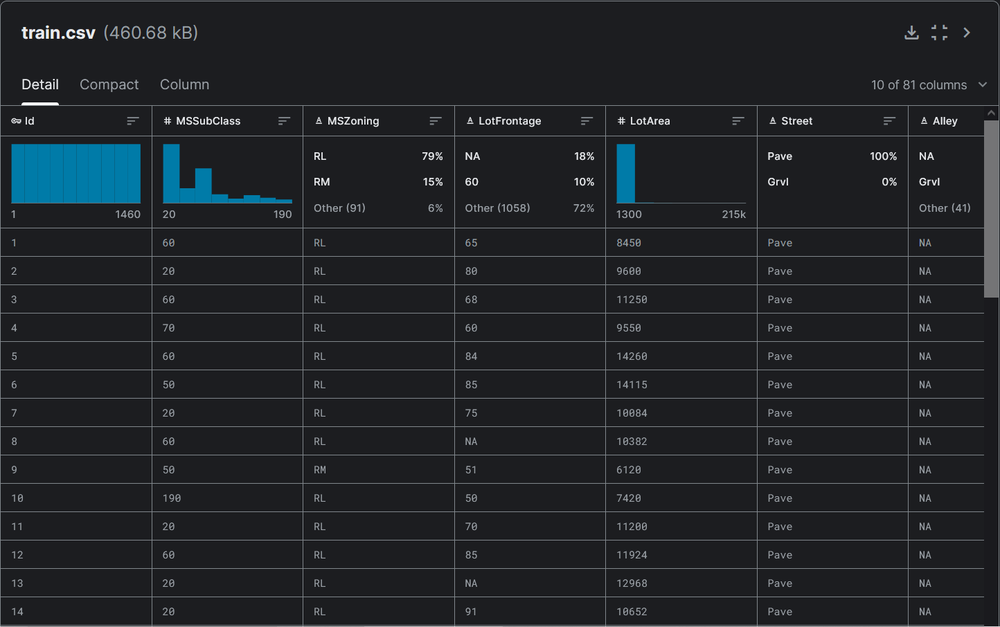 train.csv (460.68 kB)
Detail Compact Column 10 of 81 columns
Id # MSSubClass A MSZoning A LotFrontage # LotArea A Street A Alley
RL 79% NA 18% Pave 100% NA
RM 15% 60 10% Grvl 0% Grvl
Other (91) 6% Other (1058) 72% Other (41)
1 1460 20 190 1300 215k
1 60 RL 65 8450 Pave NA
2 20 RL 80 9600 Pave NA
3 60 RL 68 11250 Pave NA
4 70 RL 60 9550 Pave NA
5 60 RL 84 14260 Pave NA
6 50 RL 85 14115 Pave NA
7 20 RL 75 10084 Pave NA
8 60 RL NA 10382 Pave NA
9 50 RM 51 6120 Pave NA
10 190 RL 50 7420 Pave NA
11 20 RL 70 11200 Pave NA
12 60 RL 85 11924 Pave NA
13 20 RL NA 12968 Pave NA
14 20 RL 91 10652 Pave NA